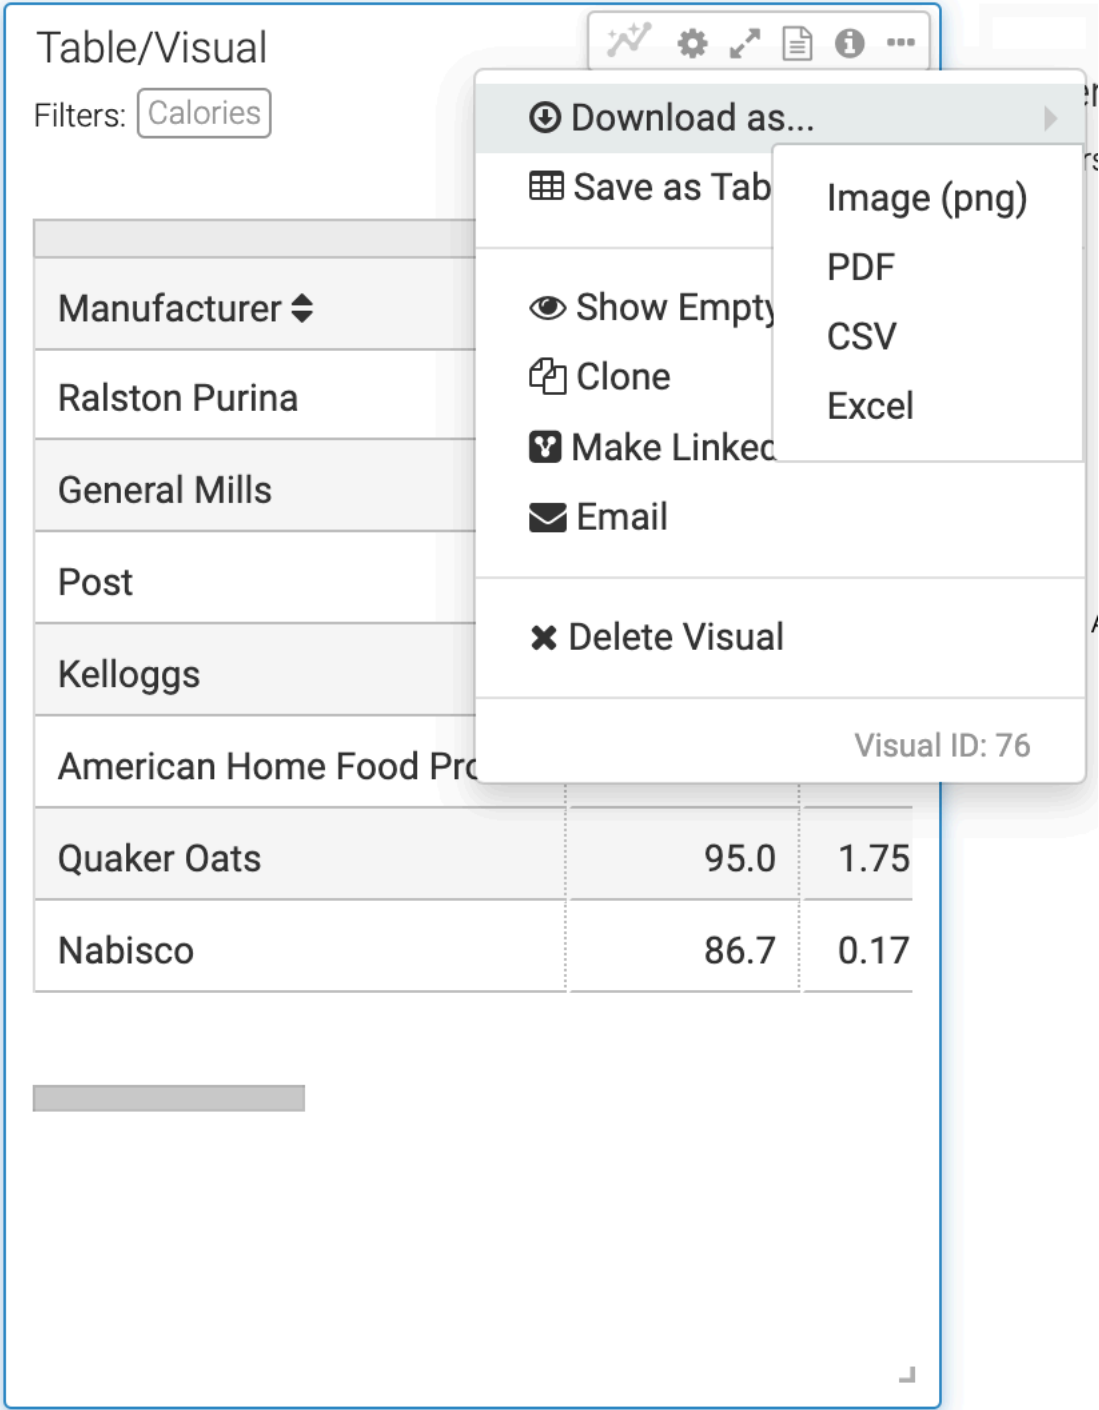 Table/Visual
Filters: Calories
Download as...
Save as Tab
Image (png)
PDF
CSV
Excel
Show Empty
Clone
Make Linked
Email
Delete Visual
Visual ID: 76
Manufacturer
Ralston Purina
General Mills
Post
Kelloggs
American Home Food Pro
Quaker Oats 95.0 1.75
Nabisco 86.7 0.17